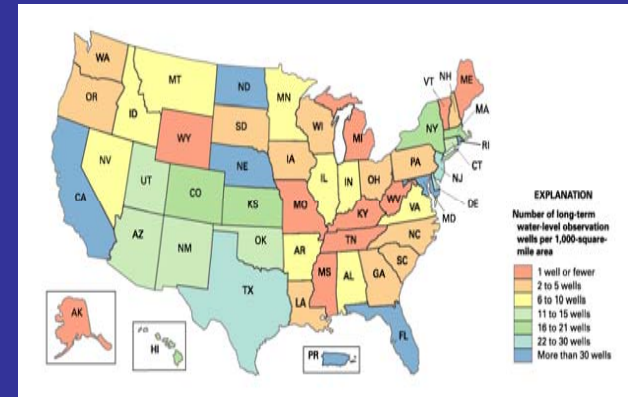 WA
MT
ND
MN
VT NH
ME
OR
ID
SD
WI
MI
NY
MA
WY
RI
NV
IA
PA
CT
NE
IL
IN
OH
NJ
UT
CO
WV
VA
DE
CA
KS
MO
KY
MD
NC
TN
AZ
NM
OK
AR
SC
MS
AL
GA
TX
LA
FL
AK
HI
PR
EXPLANATION
Number of long-term
water-level observation
wells per 1,000-square-
mile area
1 well or fewer
2 to 5 wells
6 to 10 wells
11 to 15 wells
16 to 21 wells
22 to 30 wells
More than 30 wells